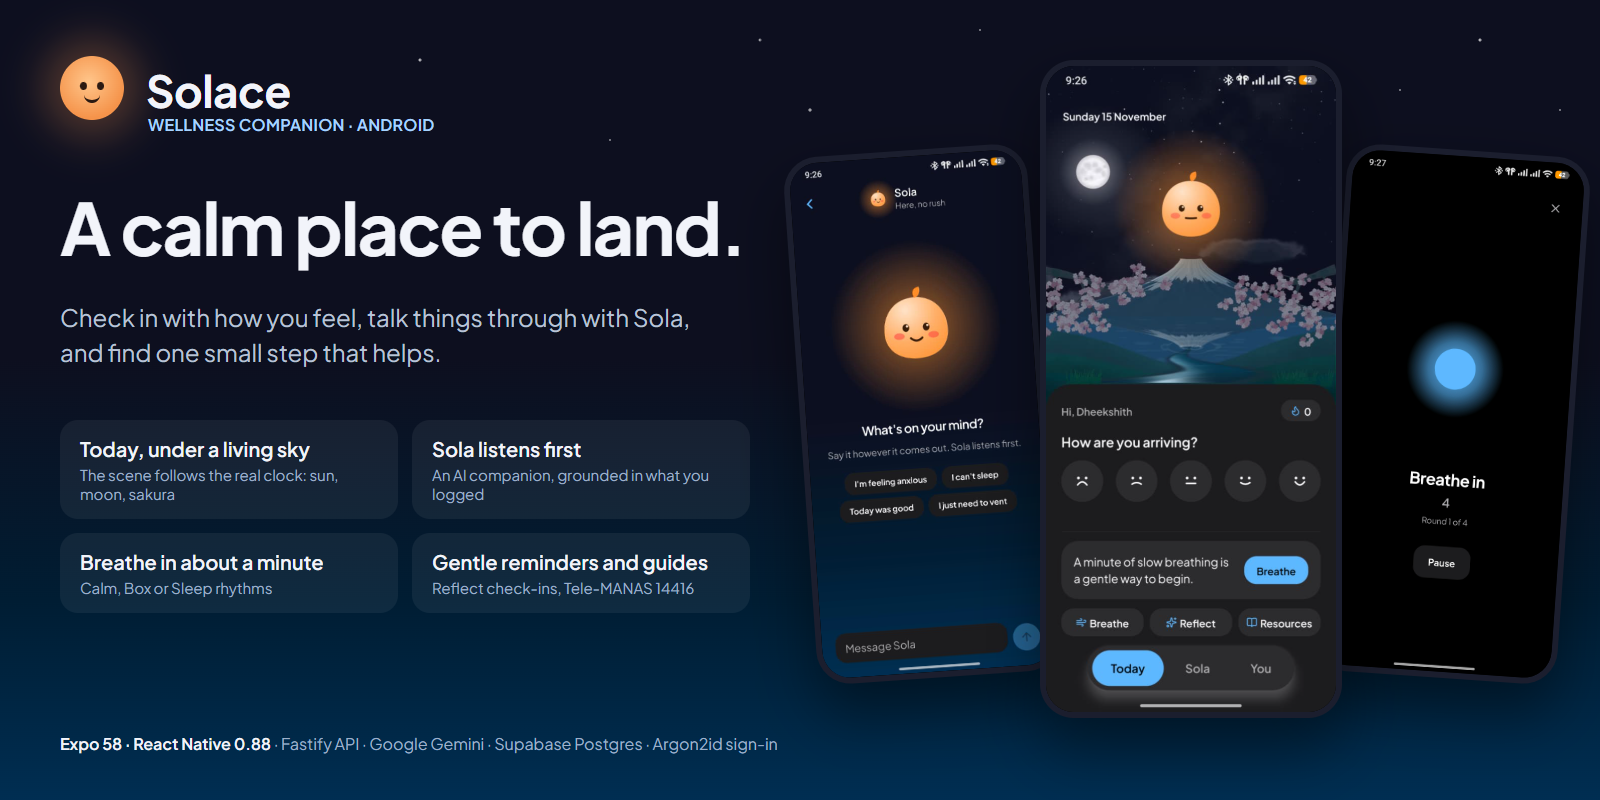 Solace
WELLNESS COMPANION · ANDROID
A calm place to land.
Check in with how you feel, talk things through with Sola,
and find one small step that helps.
Today, under a living sky
The scene follows the real clock: sun,
moon, sakura
Sola listens first
An AI companion, grounded in what you
logged
Breathe in about a minute
Calm, Box or Sleep rhythms
Gentle reminders and guides
Reflect check-ins, Tele-MANAS 14416
Expo 58 · React Native 0.88 · Fastify API · Google Gemini · Supabase Postgres · Argon2id sign-in
9:26
42
Sola
Here, no rush
What's on your mind?
Say it however it comes out. Sola listens first.
I'm feeling anxious
I can't sleep
Today was good
I just need to vent
Message Sola
9:26
42
Sunday 15 November
Hi, Dheekshith
0
How are you arriving?
A minute of slow breathing is
a gentle way to begin.
Breathe
Breathe
Reflect
Resources
Today
Sola
You
9:27
42
Breathe in
4
Round 1 of 4
Pause